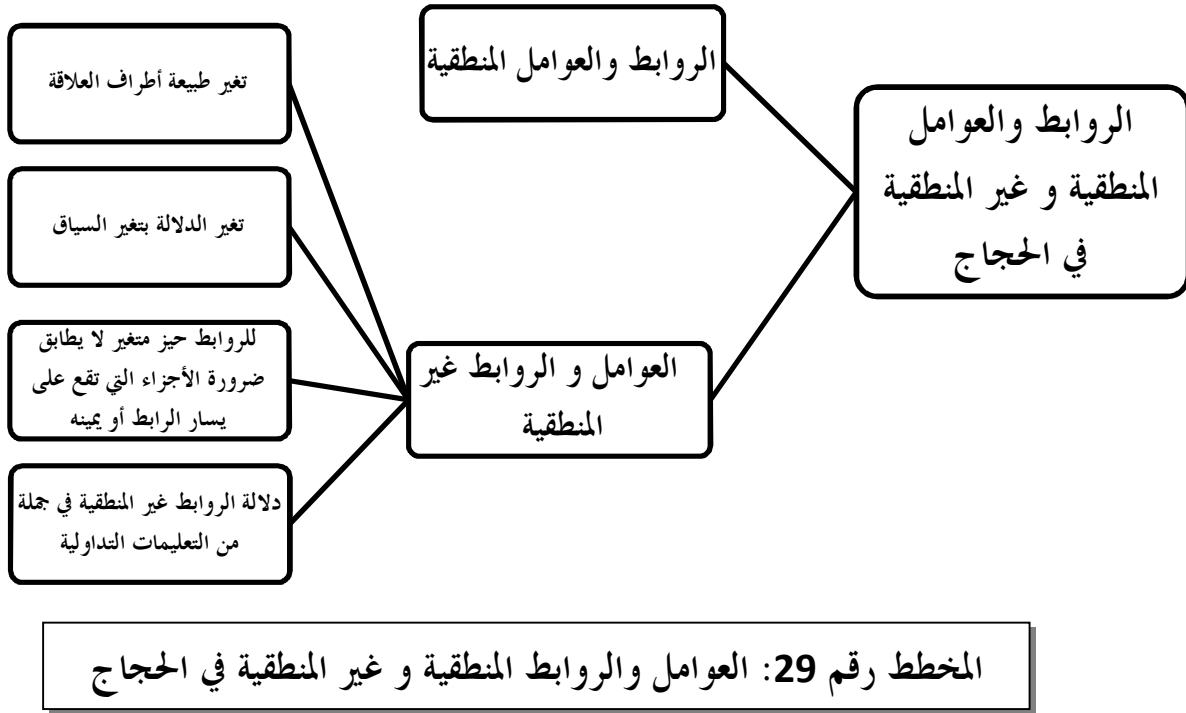 الروابط والعوامل
المنطقية و غير المنطقية
في الحجاج
الروابط والعوامل المنطقية
العوامل و الروابط غير
المنطقية
تغير طبيعة أطراف العلاقة
تغير الدلالة بتغير السياق
للروابط حيز متغير لا يطابق
ضرورة الأجزاء التي تقع على
يسار الرابط أو يمينه
دلالة الروابط غير المنطقية في جملة
من التعليمات التداولية
المخطط رقم 29: العوامل والروابط المنطقية و غير المنطقية في الحجاج